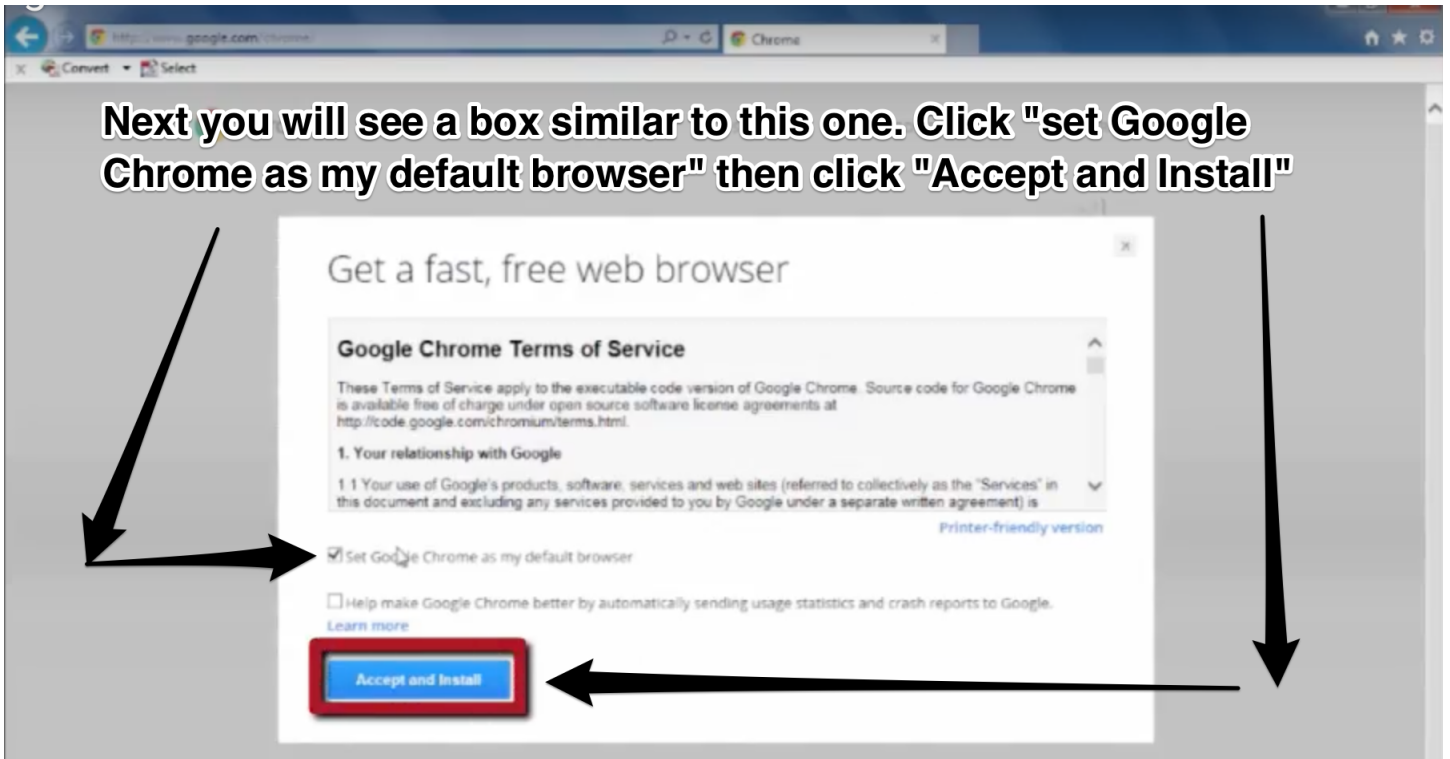 http://www.google.com/chrome/
Chrome
x Convert Select
Next you will see a box similar to this one. Click "set Google
Chrome as my default browser" then click "Accept and Install"
Get a fast, free web browser
Google Chrome Terms of Service
These Terms of Service apply to the executable code version of Google Chrome. Source code for Google Chrome
is available free of charge under open source software license agreements at
http://code.google.com/chromium/terms.html.
1. Your relationship with Google
1.1 Your use of Google's products, software, services and web sites (referred to collectively as the "Services" in
this document and excluding any services provided to you by Google under a separate written agreement) is
Printer-friendly version
Set Google Chrome as my default browser
Help make Google Chrome better by automatically sending usage statistics and crash reports to Google.
Learn more
Accept and Install